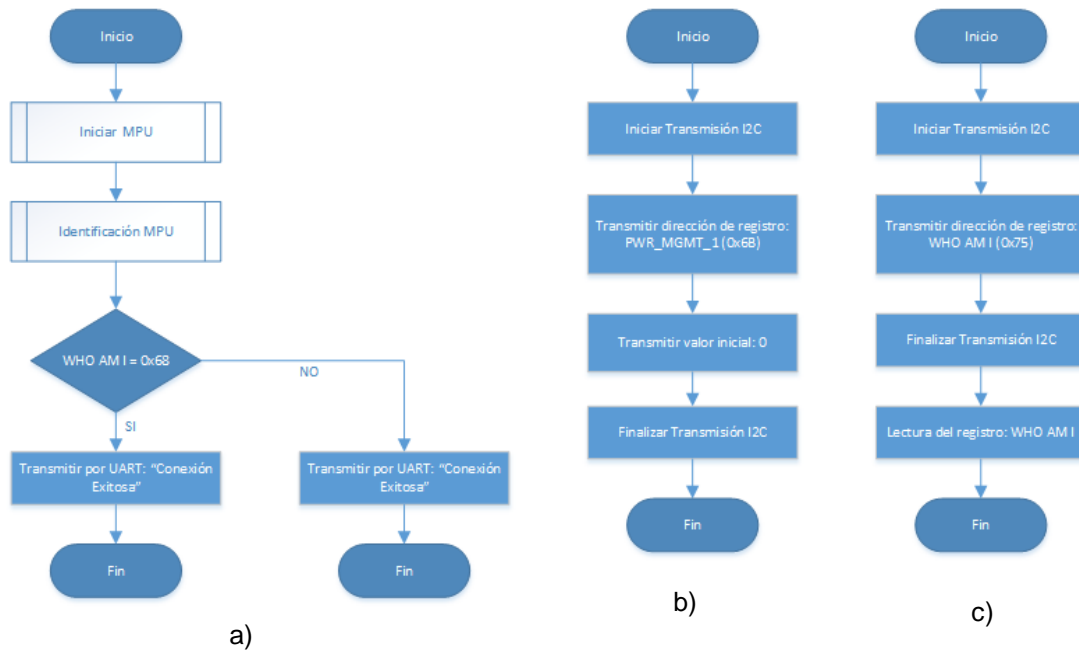 Inicio
Iniciar MPU
Identificación MPU
WHO AM I = 0x68
NO
SI
Transmitir por UART: “Conexión
Exitosa”
Transmitir por UART: “Conexión
Exitosa”
Fin
Fin
a)
Inicio
Iniciar Transmisión I2C
Transmitir dirección de registro:
PWR_MGMT_1 (0x6B)
Transmitir valor inicial: 0
Finalizar Transmisión I2C
Fin
b)
Inicio
Iniciar Transmisión I2C
Transmitir dirección de registro:
WHO AM I (0x75)
Finalizar Transmisión I2C
Lectura del registro: WHO AM I
Fin
c)